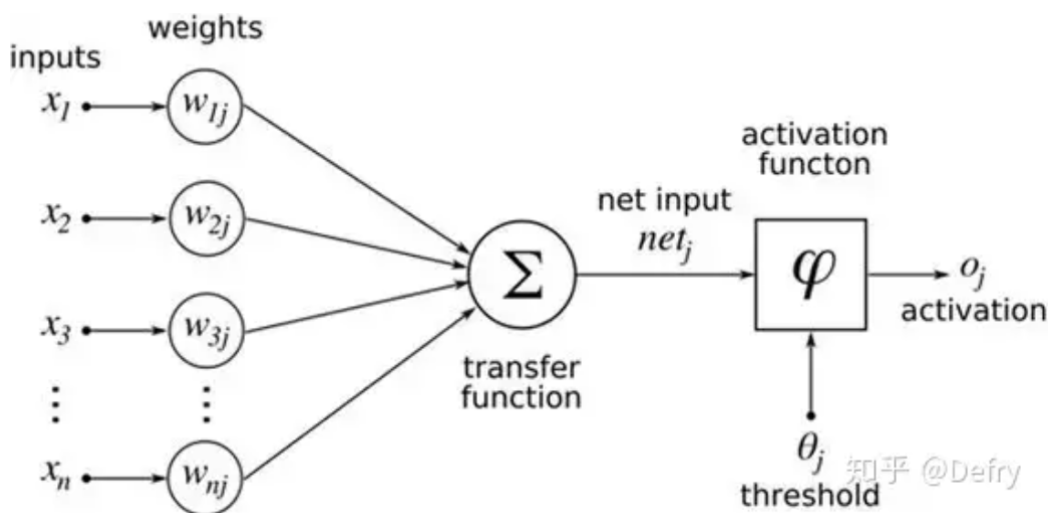 weights
inputs
x₁
w₁ⱼ
x₂
w₂ⱼ
x₃
w₃ⱼ
⋮
⋮
xₙ
wₙⱼ
Σ
transfer
function
net input
netⱼ
activation
functon
φ
oⱼ
activation
θⱼ
threshold
知乎 @Defry